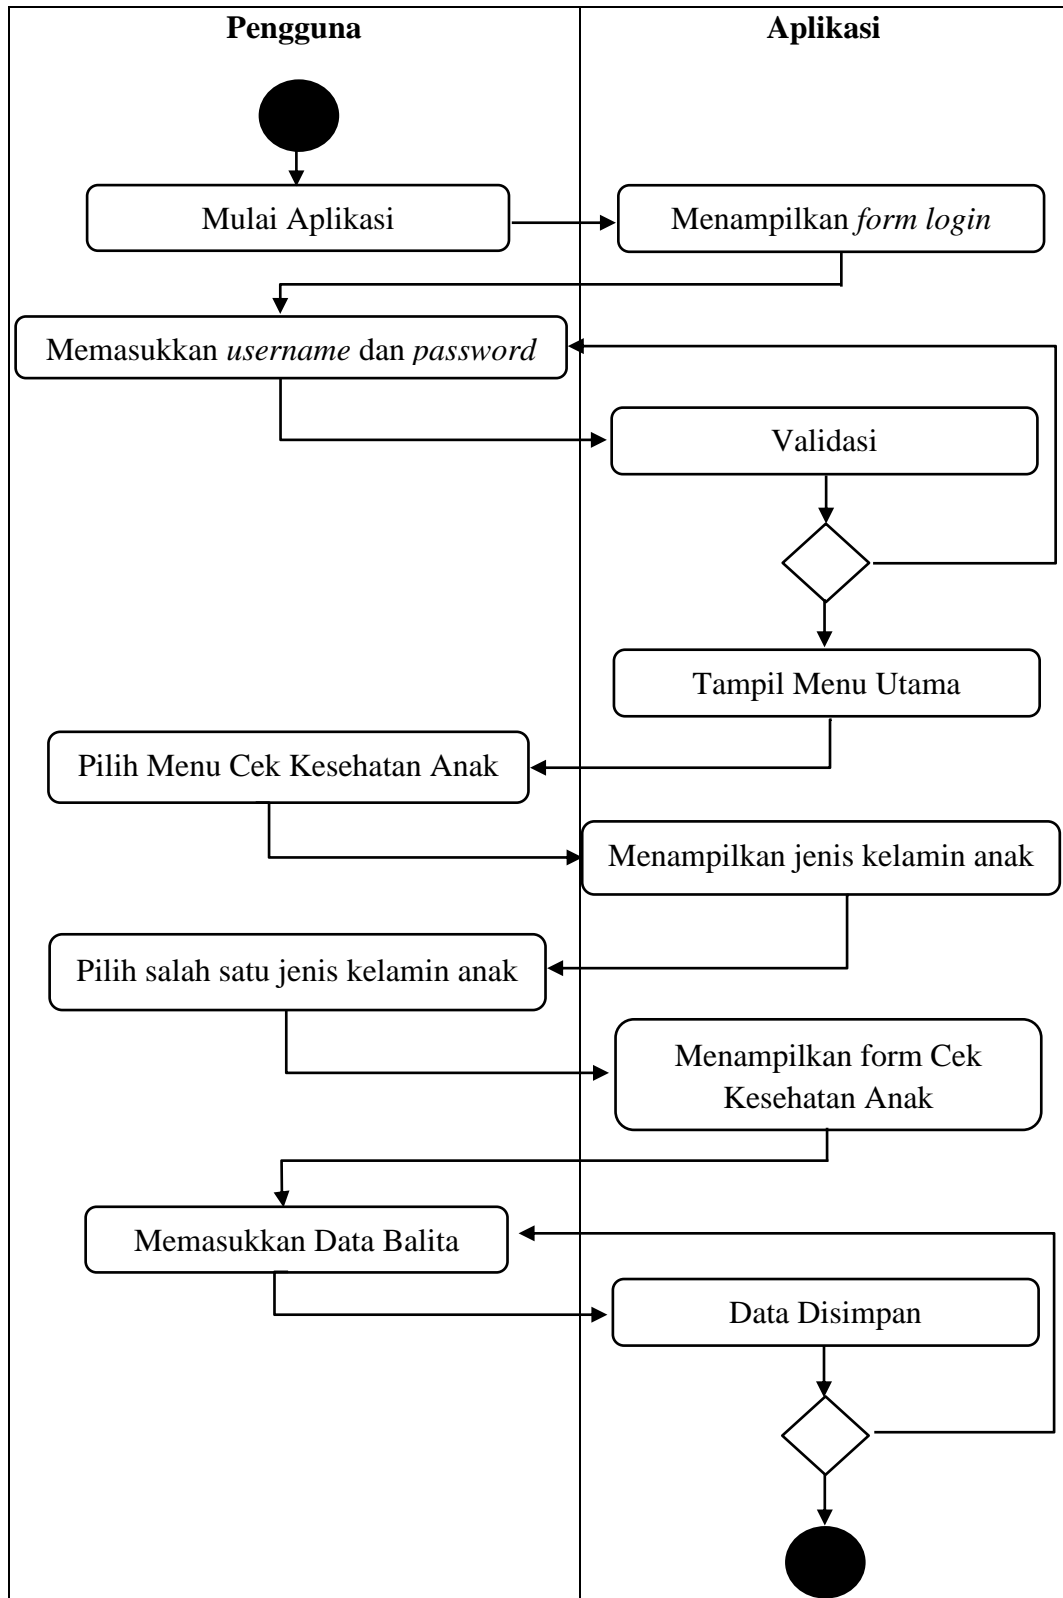 Pengguna
Aplikasi
Mulai Aplikasi
Menampilkan form login
Memasukkan username dan password
Validasi
Tampil Menu Utama
Pilih Menu Cek Kesehatan Anak
Menampilkan jenis kelamin anak
Pilih salah satu jenis kelamin anak
Menampilkan form Cek
Kesehatan Anak
Memasukkan Data Balita
Data Disimpan